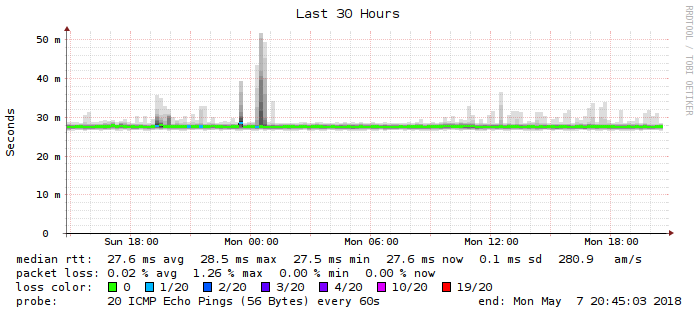 Last 30 Hours
RRDTOOL / TOBI OETIKER
Seconds
50 m
40 m
30 m
20 m
10 m
0
Sun 18:00 Mon 00:00 Mon 06:00 Mon 12:00 Mon 18:00
median rtt: 27.6 ms avg 28.5 ms max 27.5 ms min 27.6 ms now 0.1 ms sd 280.9 am/s
packet loss: 0.02 % avg 1.26 % max 0.00 % min 0.00 % now
loss color: 0 1/20 2/20 3/20 4/20 10/20 19/20
probe: 20 ICMP Echo Pings (56 Bytes) every 60s end: Mon May 7 20:45:03 2018